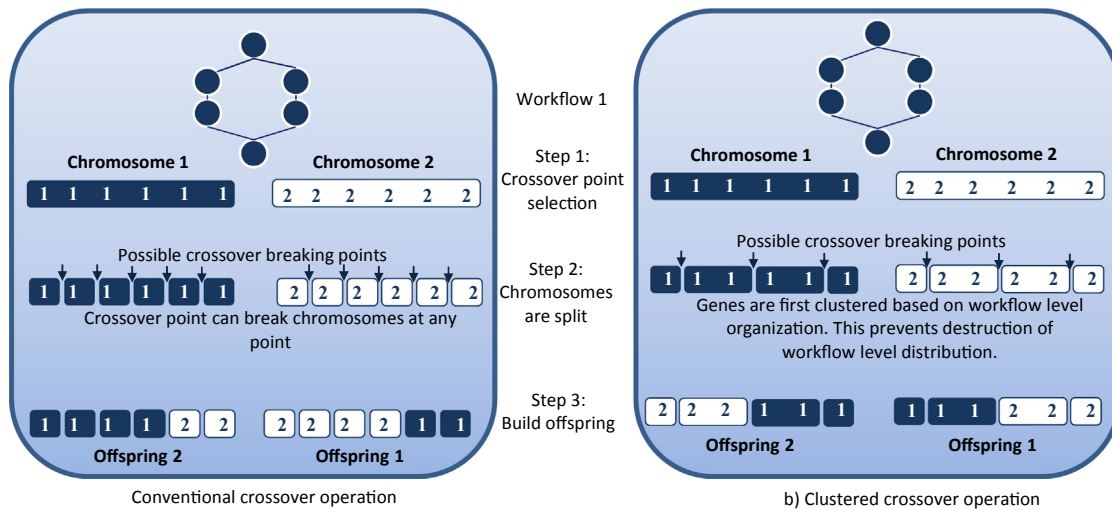 Workflow 1
Chromosome 1
Chromosome 2
1 1 1 1 1 1
2 2 2 2 2 2
Step 1:
Crossover point
selection
Possible crossover breaking points
1 1 1 1 1 1
2 2 2 2 2 2
Crossover point can break chromosomes at any
point
Step 2:
Chromosomes
are split
1 1 1 1 2 2
2 2 2 2 1 1
Offspring 2
Offspring 1
Step 3:
Build offspring
Conventional crossover operation
Chromosome 1
Chromosome 2
1 1 1 1 1 1
2 2 2 2 2 2
Possible crossover breaking points
1 1 1 1 1 1
2 2 2 2 2 2
Genes are first clustered based on workflow level
organization. This prevents destruction of
workflow level distribution.
2 2 2 1 1 1
1 1 1 2 2 2
Offspring 2
Offspring 1
b) Clustered crossover operation